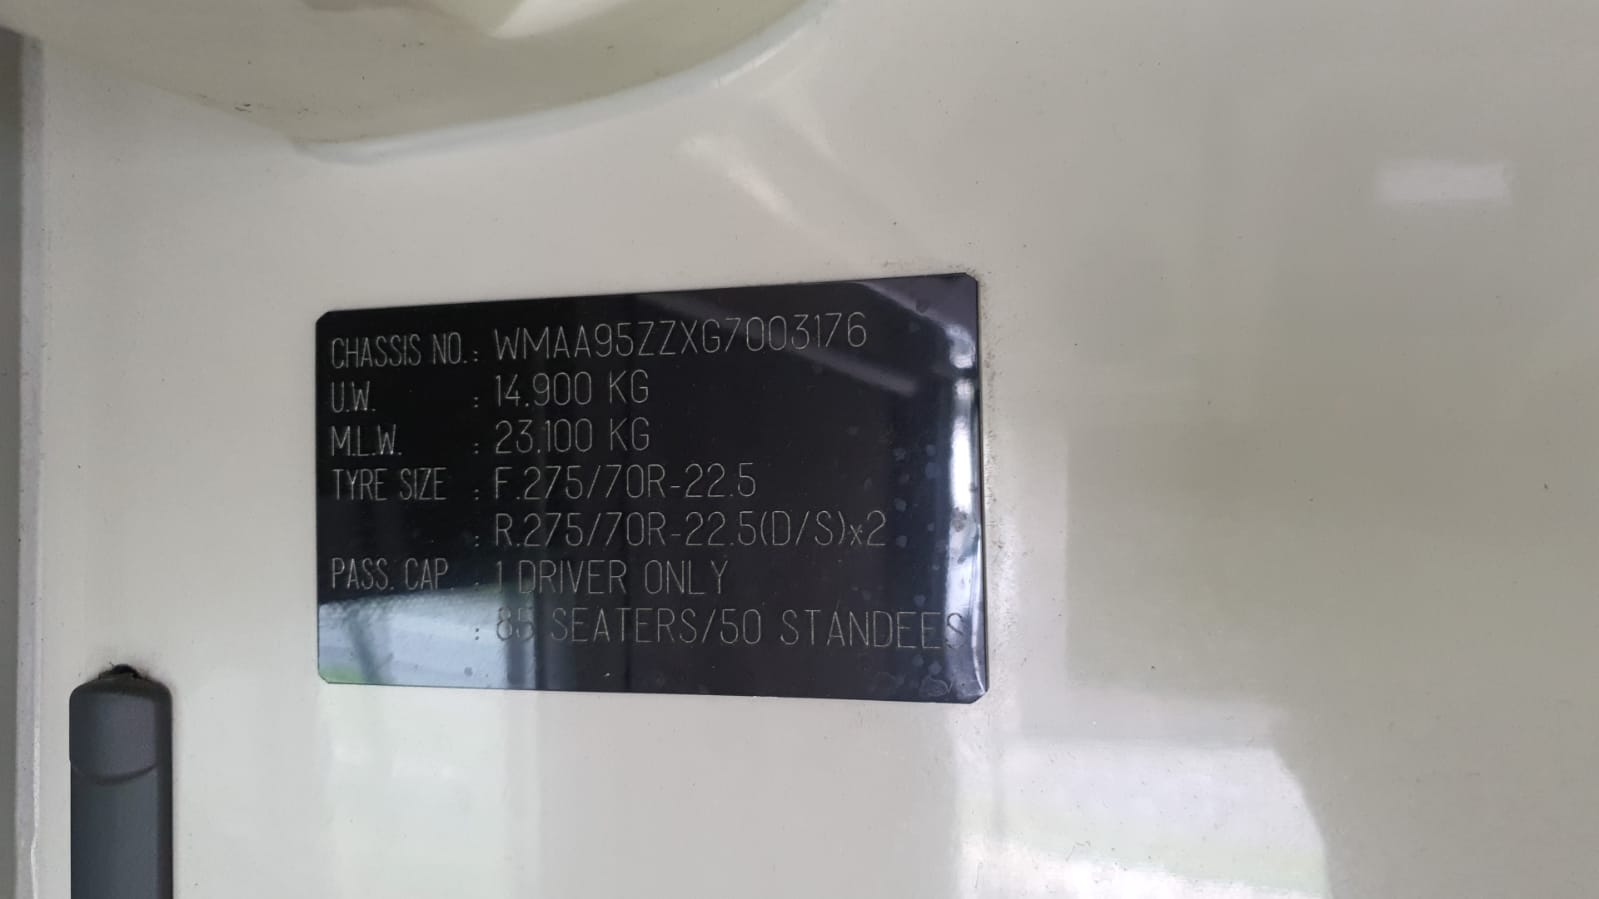 CHASSIS NO. : WMAA95ZZXG7003176
U.W. : 14.900 KG
M.L.W. : 23.100 KG
TYRE SIZE : F.275/70R-22.5
: R.275/70R-22.5(D/S)x2
PASS. CAP. : 1 DRIVER ONLY
: 85 SEATERS/50 STANDEES